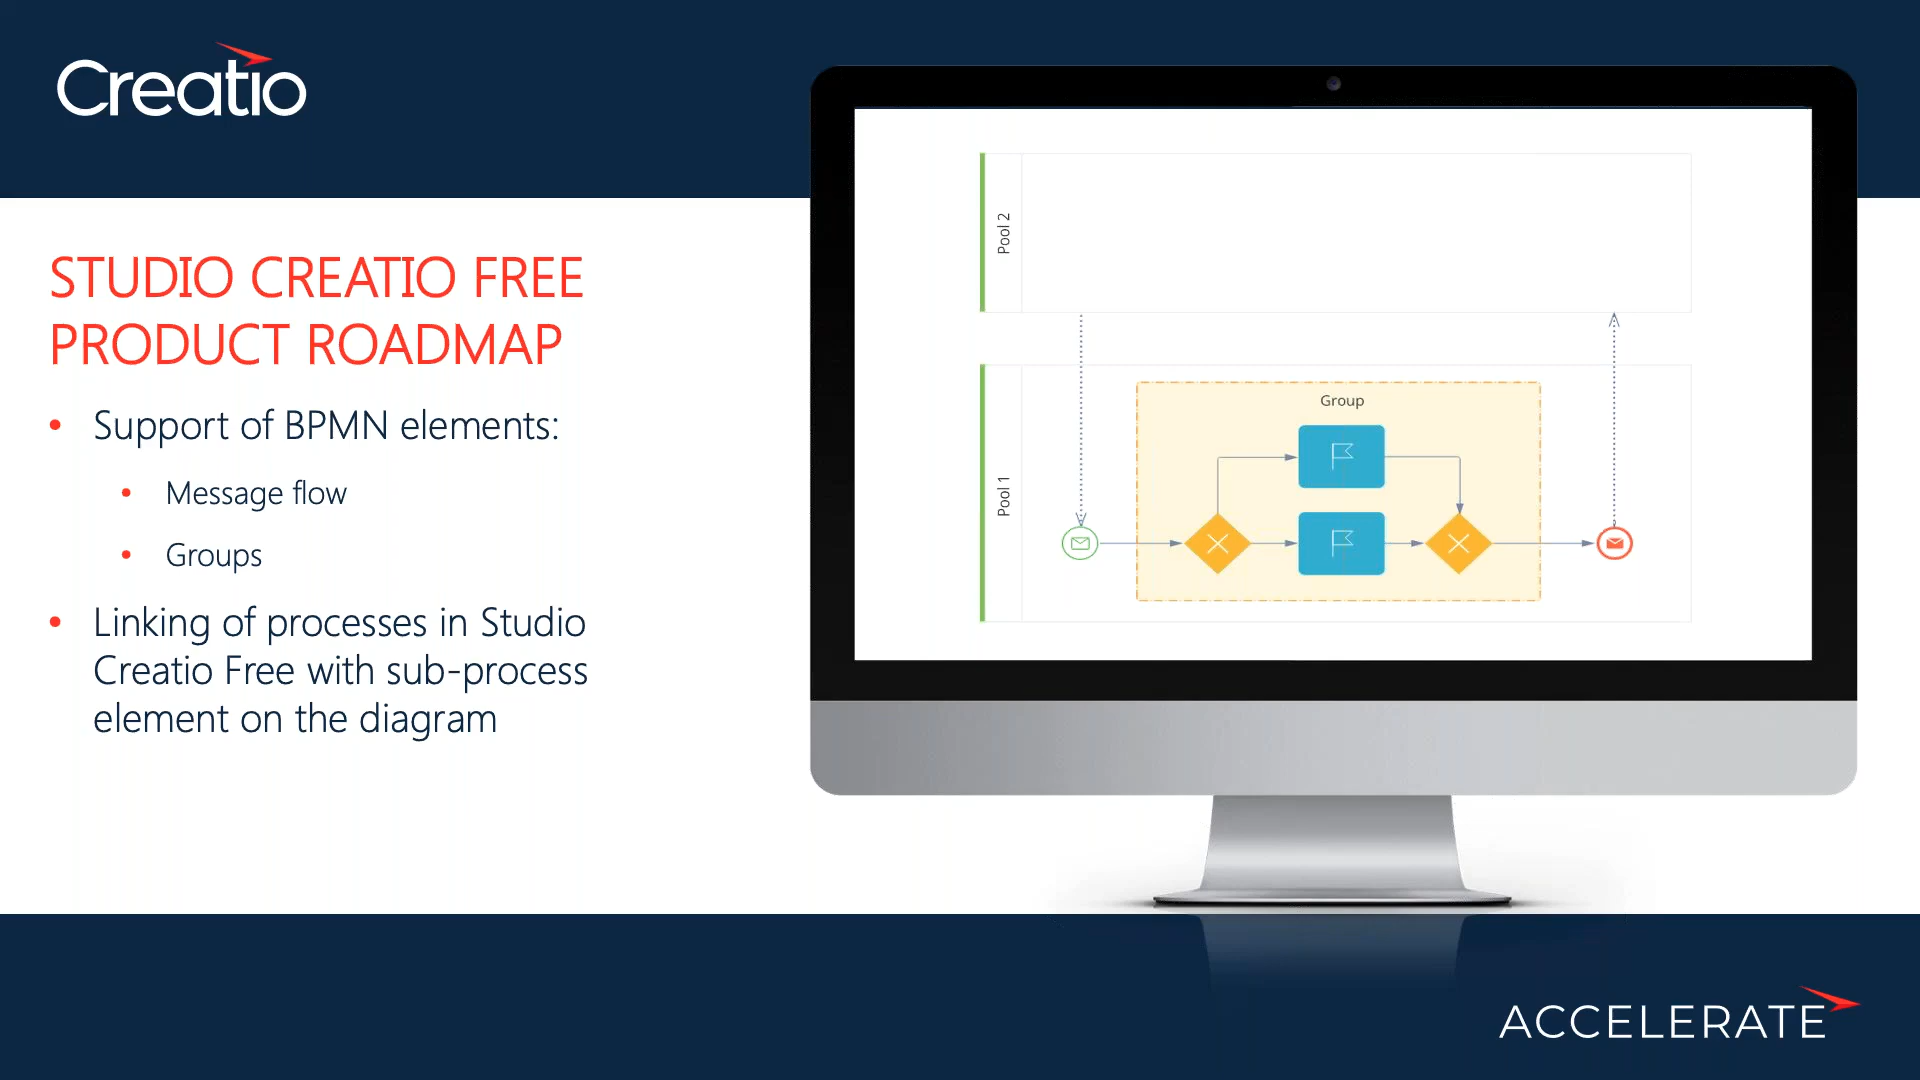 Creatio
STUDIO CREATIO FREE
PRODUCT ROADMAP
• Support of BPMN elements:
• Message flow
• Groups
• Linking of processes in Studio
Creatio Free with sub-process
element on the diagram
Pool 2
Pool 1
Group
ACCELERATE